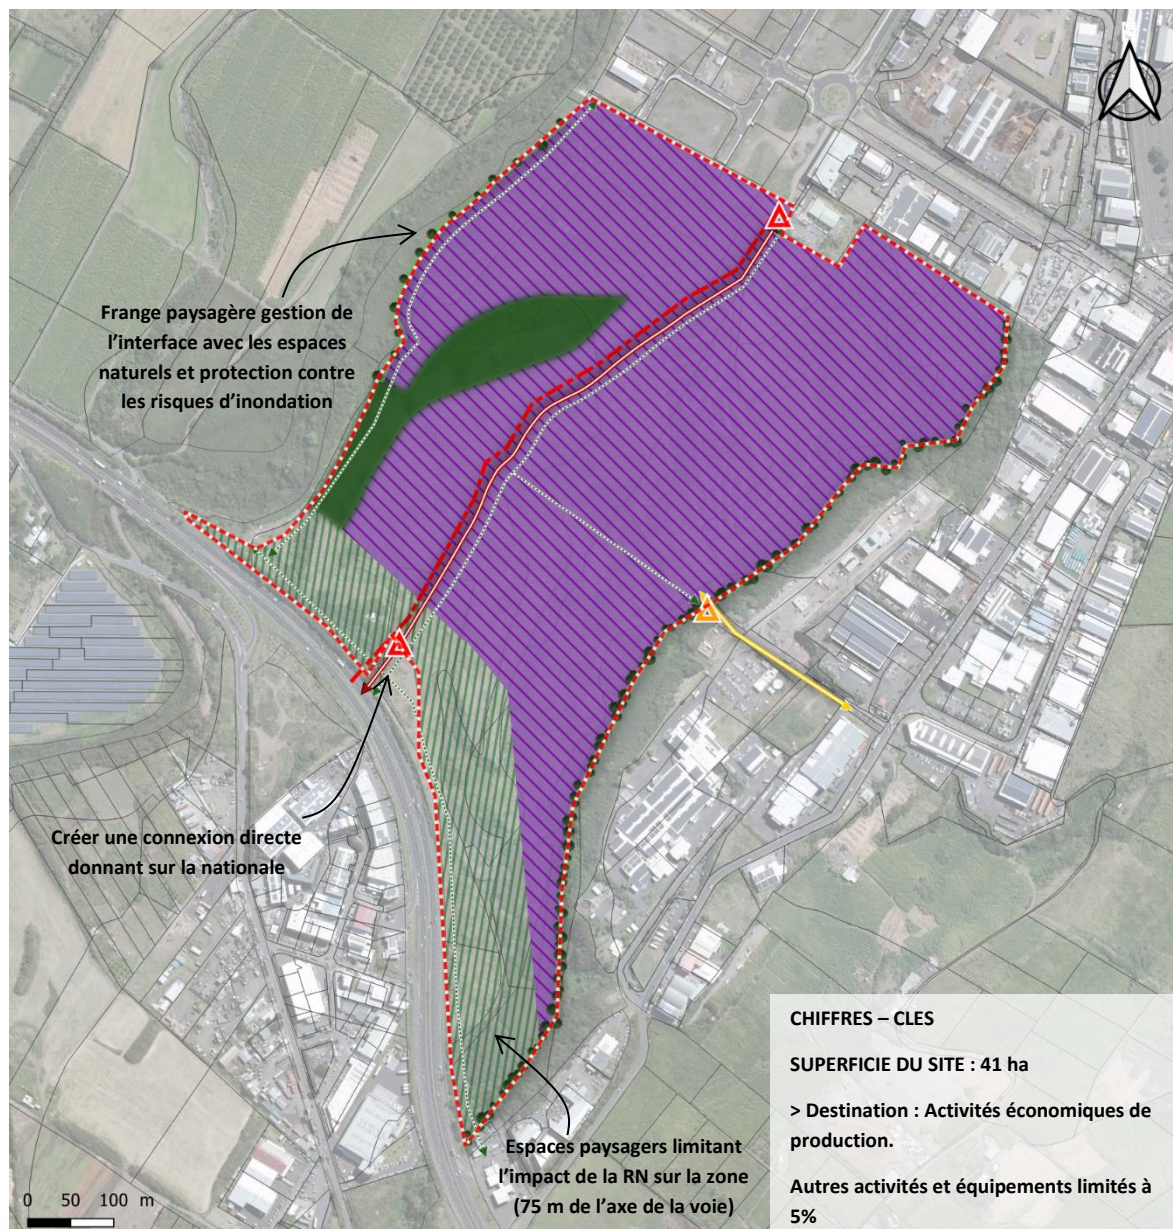 Frange paysagère gestion de
l’interface avec les espaces
naturels et protection contre
les risques d’inondation
Créer une connexion directe
donnant sur la nationale
Espaces paysagers limitant
l’impact de la RN sur la zone
(75 m de l’axe de la voie)
CHIFFRES – CLES
SUPERFICIE DU SITE : 41 ha
> Destination : Activités économiques de
production.
Autres activités et équipements limités à
5%
0 50 100 m